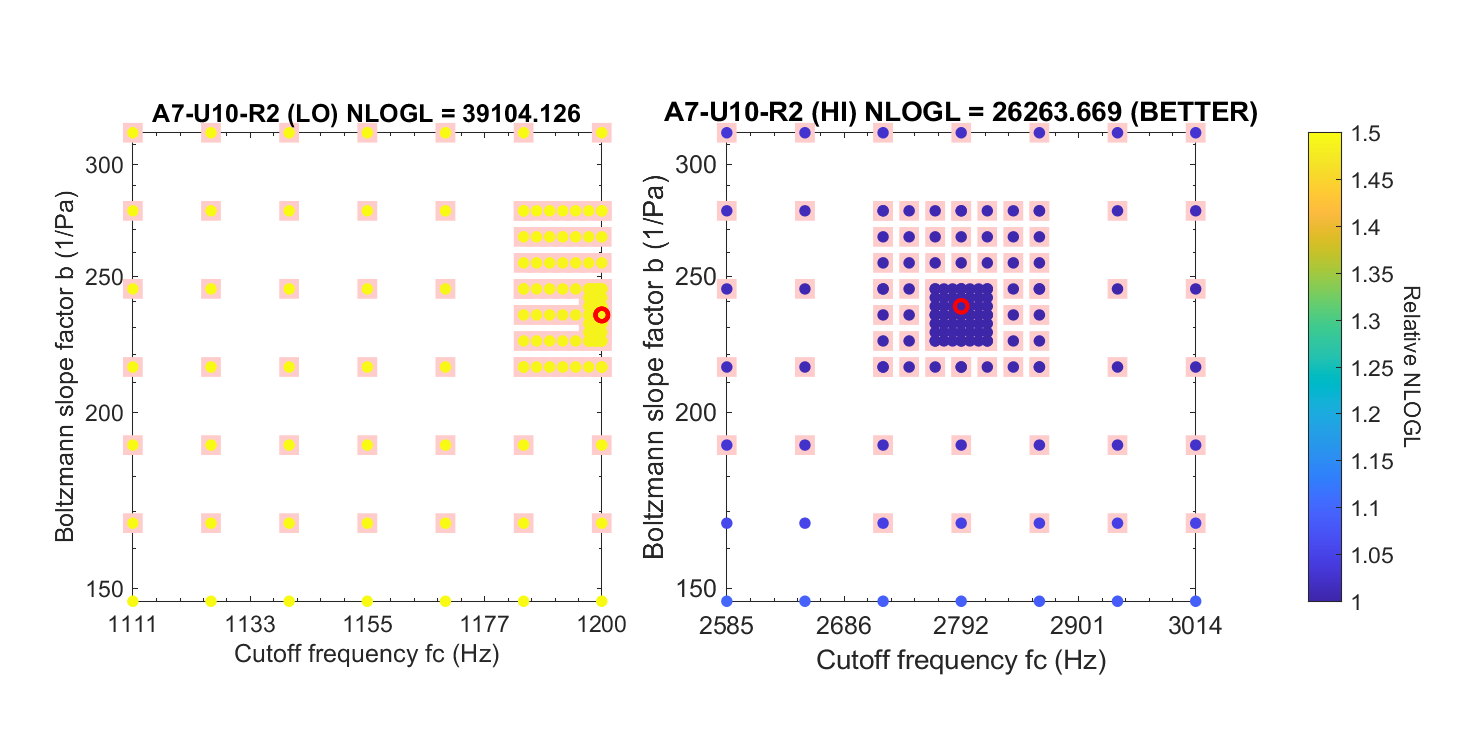 A7-U10-R2 (LO) NLOGL = 39104.126
300
250
200
150
Boltzmann slope factor b (1/Pa)
1111 1133 1155 1177 1200
Cutoff frequency fc (Hz)
A7-U10-R2 (HI) NLOGL = 26263.669 (BETTER)
300
250
200
150
Boltzmann slope factor b (1/Pa)
2585 2686 2792 2901 3014
Cutoff frequency fc (Hz)
1.5
1.45
1.4
1.35
1.3
1.25
1.2
1.15
1.1
1.05
1
Relative NLOGL